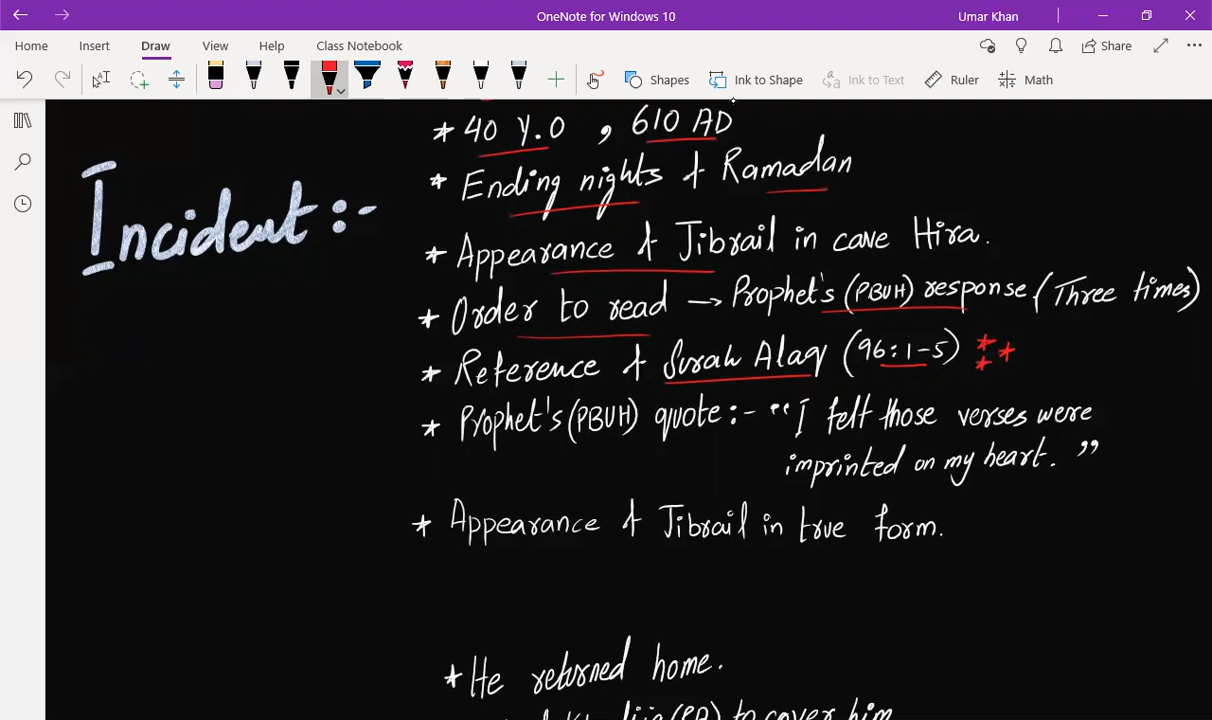 OneNote for Windows 10
Umar Khan
Home Insert Draw View Help Class Notebook
Share
Shapes Ink to Shape Ink to Text Ruler Math
Incident:-
* 40 Y.O , 610 AD
* Ending nights of Ramadan
* Appearance of Jibrail in cave Hira.
* Order to read → Prophet's (PBUH) response (Three times)
* Reference of Surah Alaq (96:1-5) ***
* Prophet's (PBUH) quote:- "I felt those verses were
imprinted on my heart."
* Appearance of Jibrail in true form.
* He returned home.
to cover him